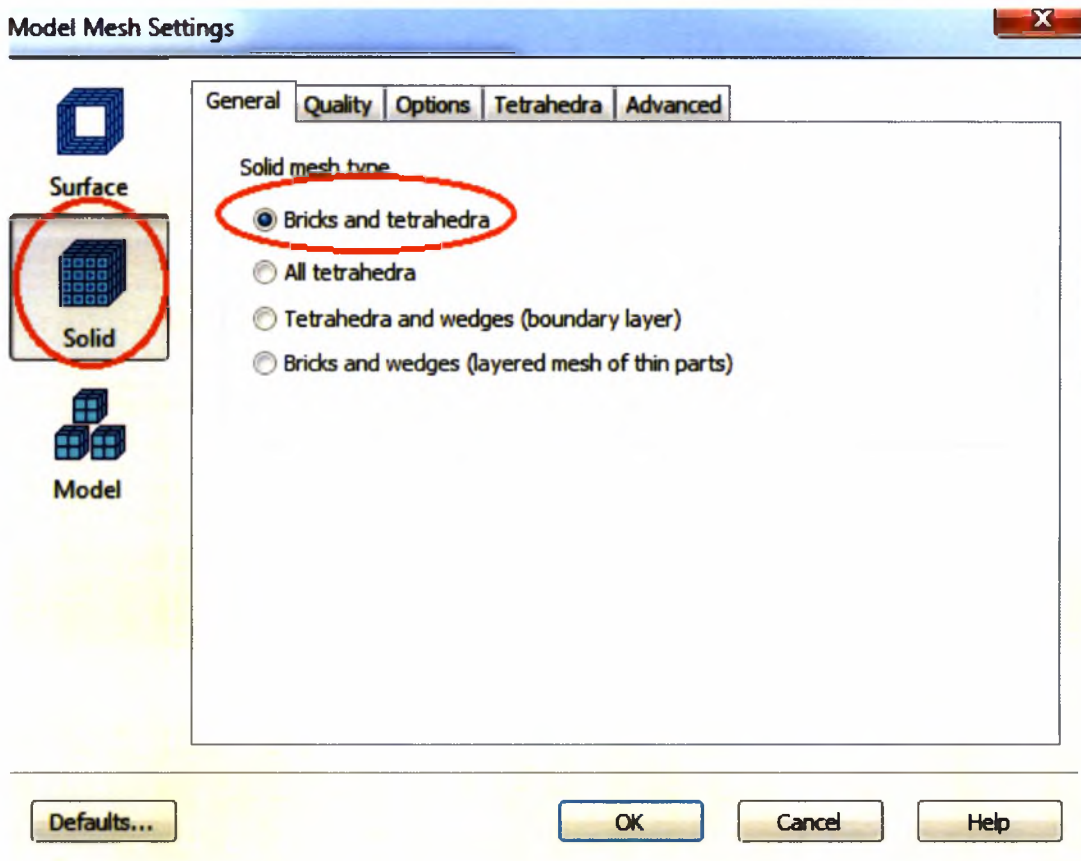 Model Mesh Settings
X
Surface
Solid
Model
General Quality Options Tetrahedra Advanced
Solid mesh type
Bricks and tetrahedra
All tetrahedra
Tetrahedra and wedges (boundary layer)
Bricks and wedges (layered mesh of thin parts)
Defaults... OK Cancel Help